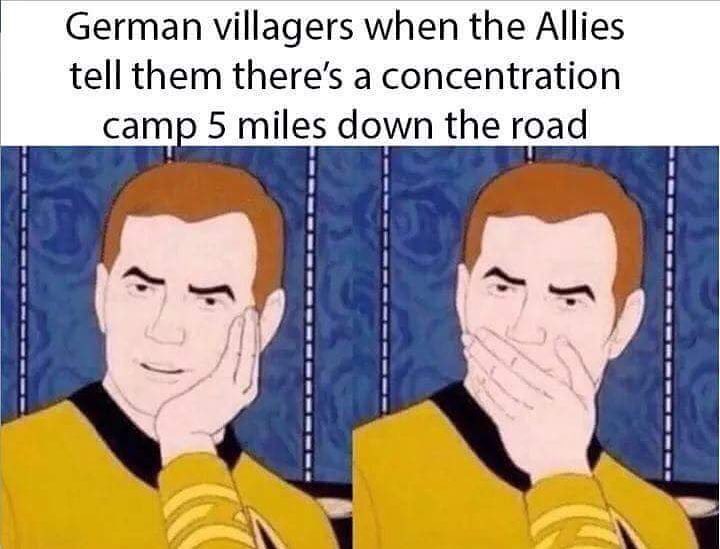 German villagers when the Allies
tell them there's a concentration
camp 5 miles down the road